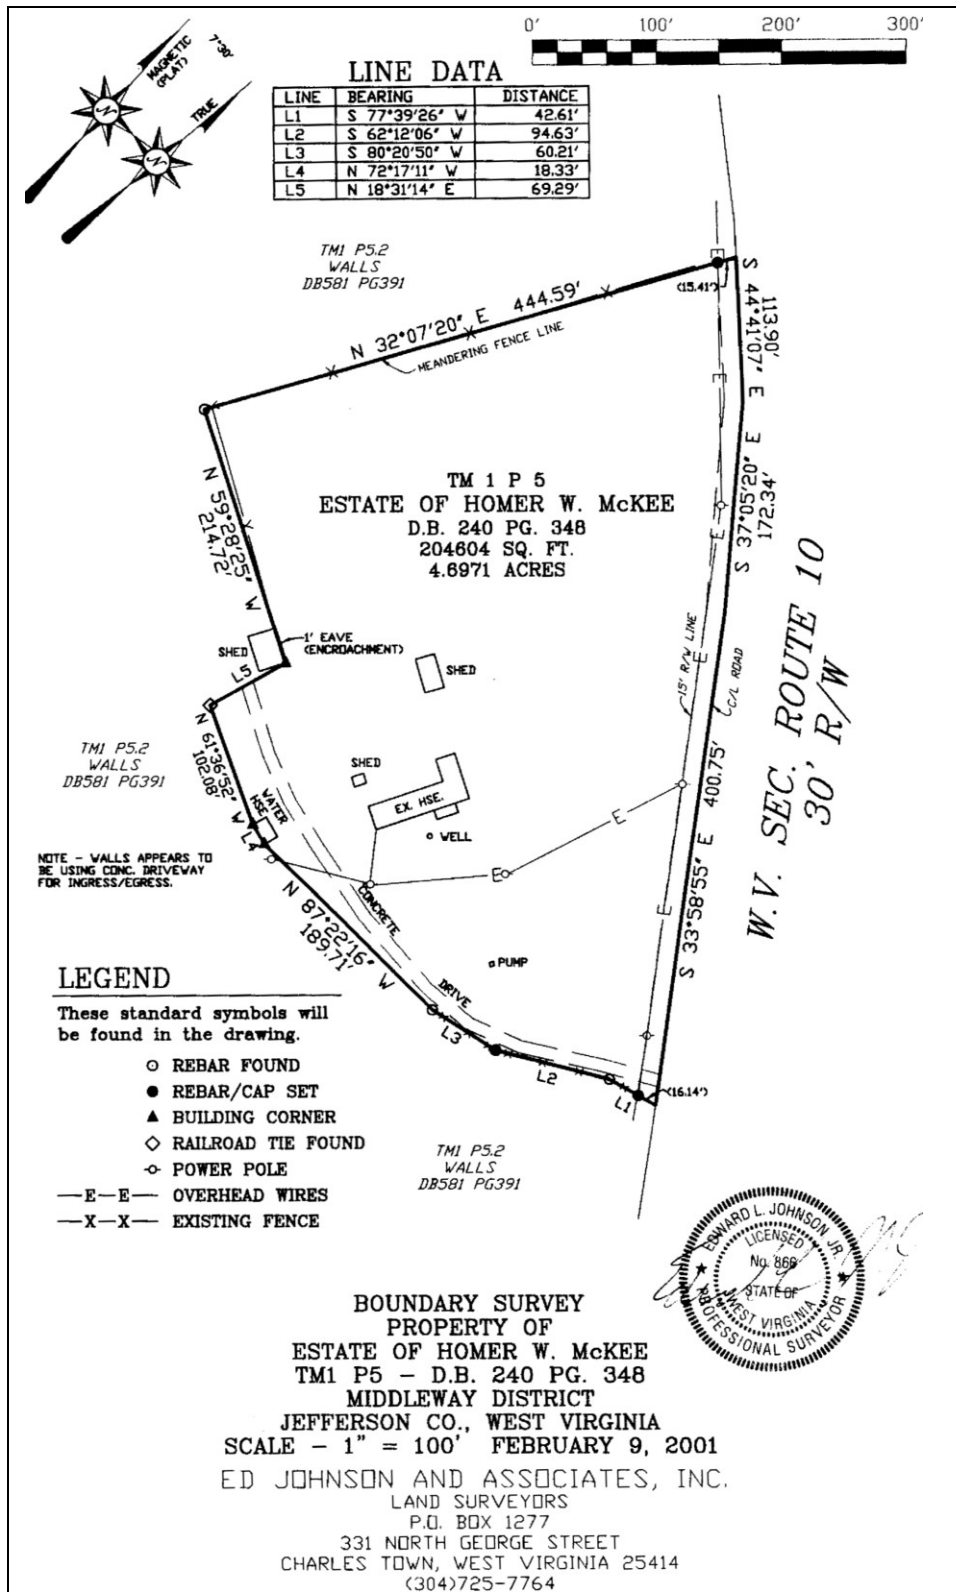 0' 100' 200' 300'
MAGNETIC
(PLAT)
7°30'
TRUE
N
N
LINE DATA
LINE BEARING DISTANCE
L1 S 77°39'26" W 42.61'
L2 S 62°12'06" W 94.63'
L3 S 80°20'50" W 60.21'
L4 N 72°17'11" W 18.33'
L5 N 18°31'14" E 69.29'
TM1 P5.2
WALLS
DB581 PG391
N 32°07'20" E 444.59'
MEANDERING FENCE LINE
(15.41')
S 44°41'07" E
113.90'
N 59°28'25" W
214.72'
TM 1 P 5
ESTATE OF HOMER W. McKEE
D.B. 240 PG. 348
204604 SQ. FT.
4.6971 ACRES
S 37°05'20" E
172.34'
W.V. SEC. ROUTE 10
30' R/W
15' R/W LINE
C/L ROAD
SHED
1' EAVE
(ENCROACHMENT)
SHED
L5
N 61°36'52" W
102.08'
TM1 P5.2
WALLS
DB581 PG391
SHED
EX. HSE.
WATER
HSE
WELL
L4
S 33°58'55" E 400.75'
E
E
E
E
E
NOTE - WALLS APPEARS TO
BE USING CONC. DRIVEWAY
FOR INGRESS/EGRESS.
N 87°22'16" W
189.71'
CONCRETE
DRIVE
PUMP
L3
L2
L1
(16.14')
LEGEND
These standard symbols will
be found in the drawing.
REBAR FOUND
REBAR/CAP SET
BUILDING CORNER
RAILROAD TIE FOUND
POWER POLE
—E—E— OVERHEAD WIRES
—X—X— EXISTING FENCE
TM1 P5.2
WALLS
DB581 PG391
EDWARD L. JOHNSON JR.
LICENSED
No. 866
STATE OF
WEST VIRGINIA
PROFESSIONAL SURVEYOR
BOUNDARY SURVEY
PROPERTY OF
ESTATE OF HOMER W. McKEE
TM1 P5 - D.B. 240 PG. 348
MIDDLEWAY DISTRICT
JEFFERSON CO., WEST VIRGINIA
SCALE - 1" = 100' FEBRUARY 9, 2001
ED JOHNSON AND ASSOCIATES, INC.
LAND SURVEYORS
P.O. BOX 1277
331 NORTH GEORGE STREET
CHARLES TOWN, WEST VIRGINIA 25414
(304)725-7764